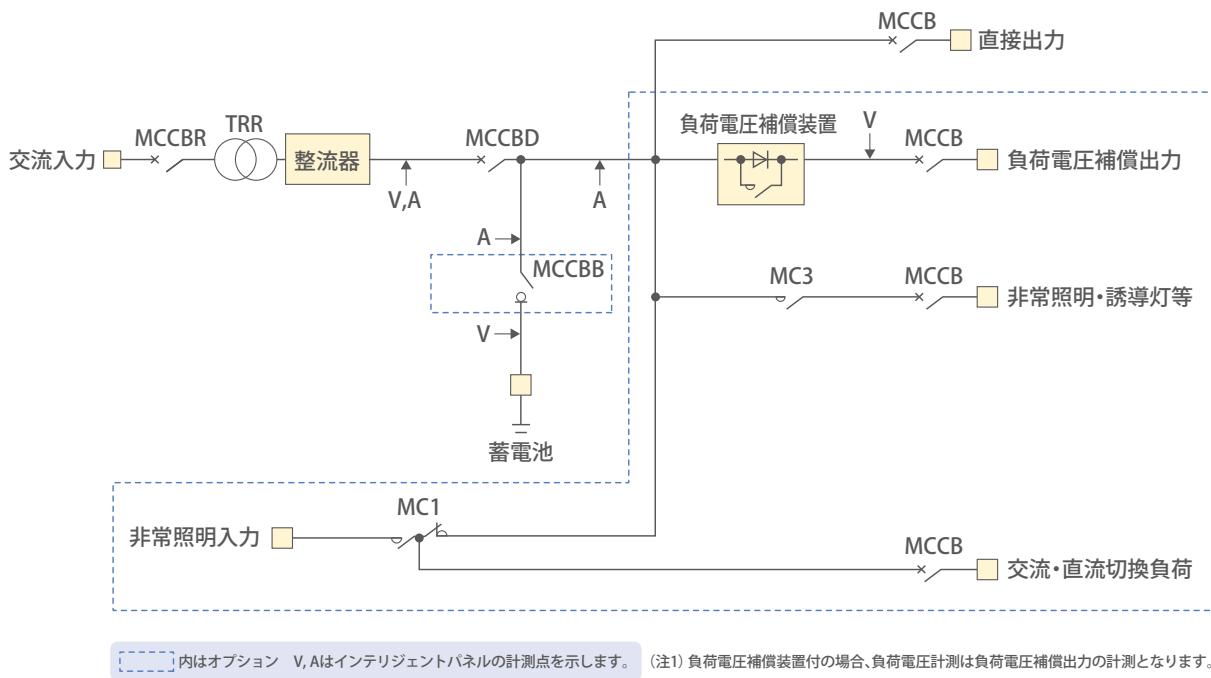 MCCB
直接出力
負荷電圧補償装置
V
MCCB
負荷電圧補償出力
交流入力
MCCBR
TRR
整流器
V,A
MCCBD
A
A
MCCBB
V
蓄電池
MC3
MCCB
非常照明・誘導灯等
非常照明入力
MC1
MCCB
交流・直流切換負荷
内はオプション　V, Aはインテリジェントパネルの計測点を示します。
(注1) 負荷電圧補償装置付の場合、負荷電圧計測は負荷電圧補償出力の計測となります。